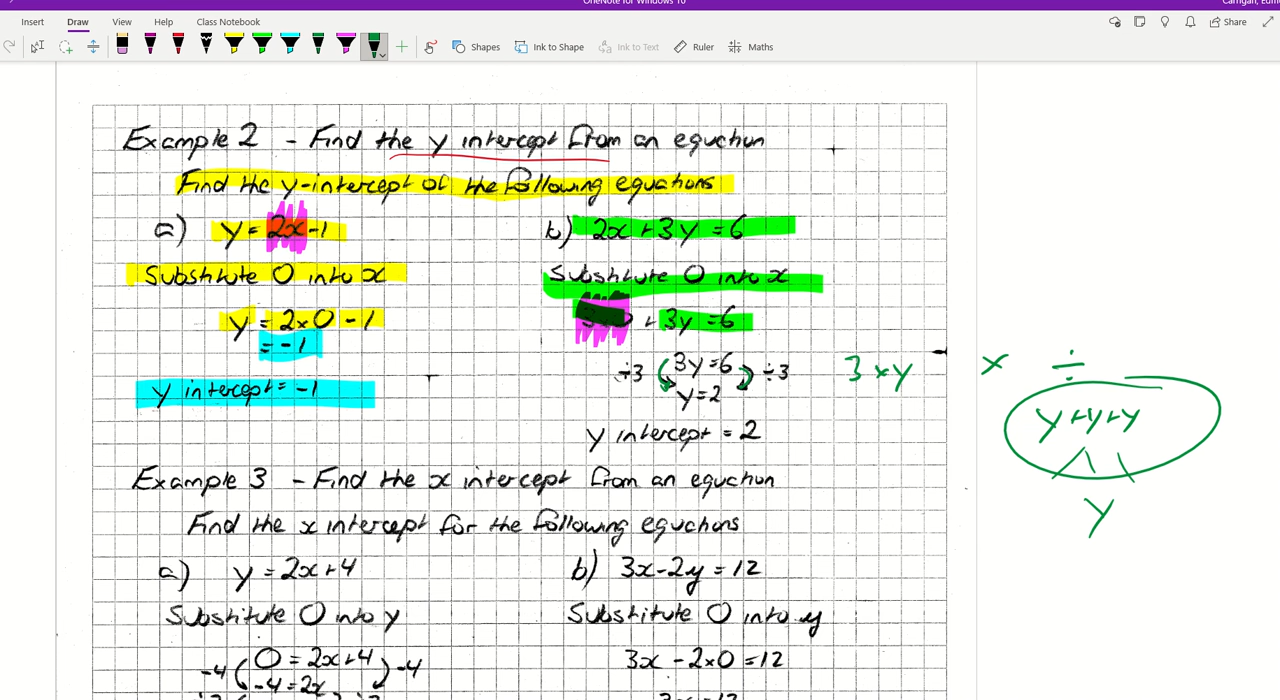 OneNote for Windows 10
Insert Draw View Help Class Notebook
Share
Shapes Ink to Shape Ink to Text Ruler Maths
Example 2 - Find the y intercept from an equation
Find the y-intercept of the following equations
a) y = 2x - 1
b) 2x + 3y = 6
Substitute 0 into x
Substitute 0 into x
y = 2 x 0 - 1
+ 3y = 6
= -1
÷3 3y = 6 ÷3
y = 2
y intercept = -1
y intercept = 2
3 x y
x ÷
y + y + y
y
Example 3 - Find the x intercept from an equation
Find the x intercept for the following equations
a) y = 2x + 4
b) 3x - 2y = 12
Substitute 0 into y
Substitute 0 into y
-4 0 = 2x + 4 -4
-4 = 2x
3x - 2 x 0 = 12